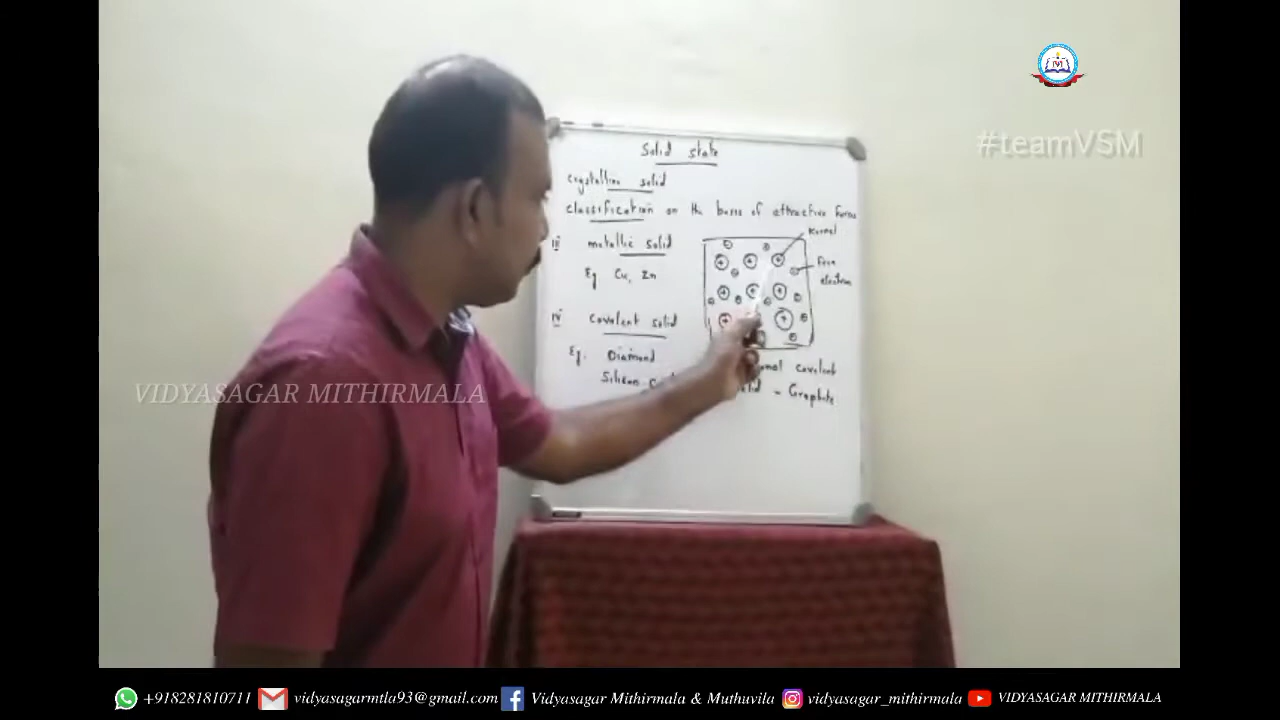 #teamVSM
Solid state
crystalline solid
classification on the basis of attraction forces
III metallic solid
Eg Cu, Zn
Kernel
Free
electron
IV Covalent solid
Eg. Diamond
Silicon
covalent
- Graphite
VIDYASAGAR MITHIRMALA
+918281810711 vidyasagarmtla93@gmail.com Vidyasagar Mithirmala & Muthuvila vidyasagar_mithirmala VIDYASAGAR MITHIRMALA